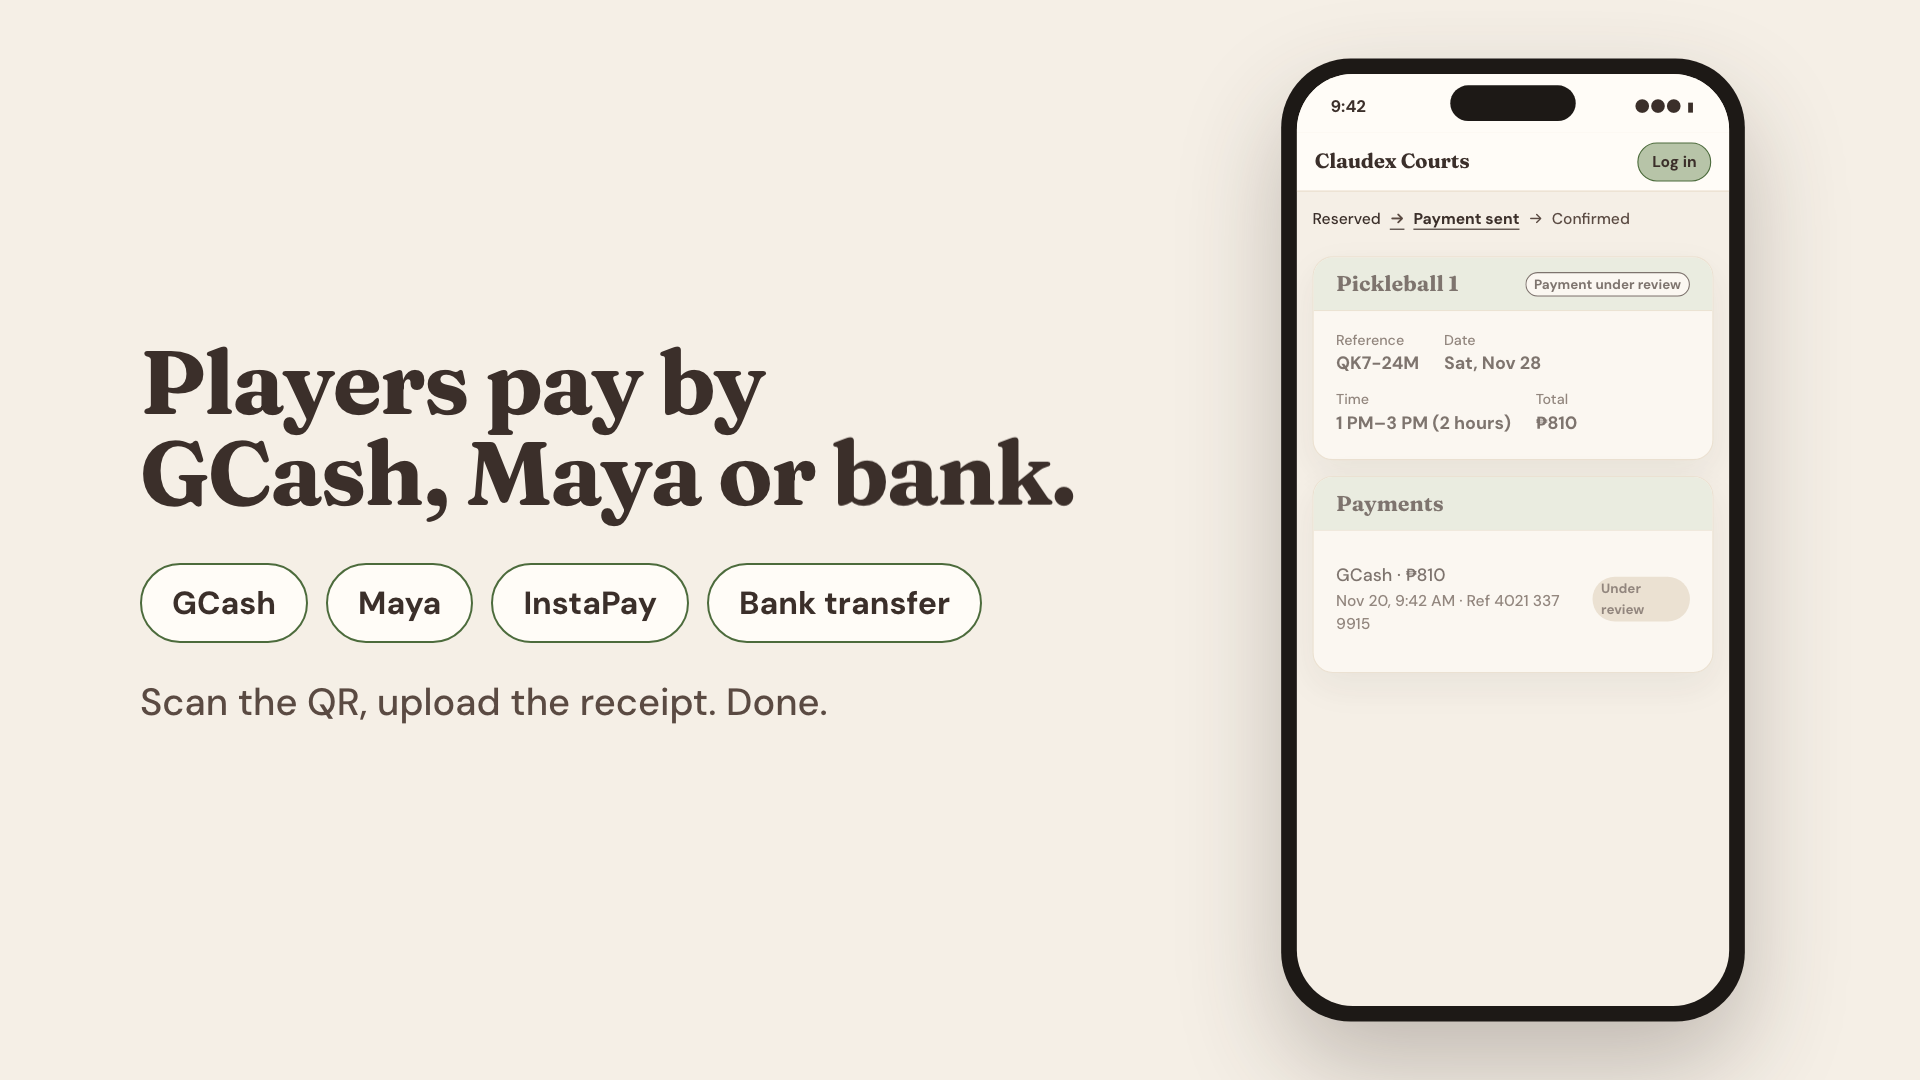 Players pay by
GCash, Maya or bank.
GCash
Maya
InstaPay
Bank transfer
Scan the QR, upload the receipt. Done.
9:42
Claudex Courts
Log in
Reserved → Payment sent → Confirmed
Pickleball 1
Payment under review
Reference
Date
QK7-24M
Sat, Nov 28
Time
Total
1 PM–3 PM (2 hours)
₱810
Payments
GCash · ₱810
Nov 20, 9:42 AM · Ref 4021 337
9915
Under
review